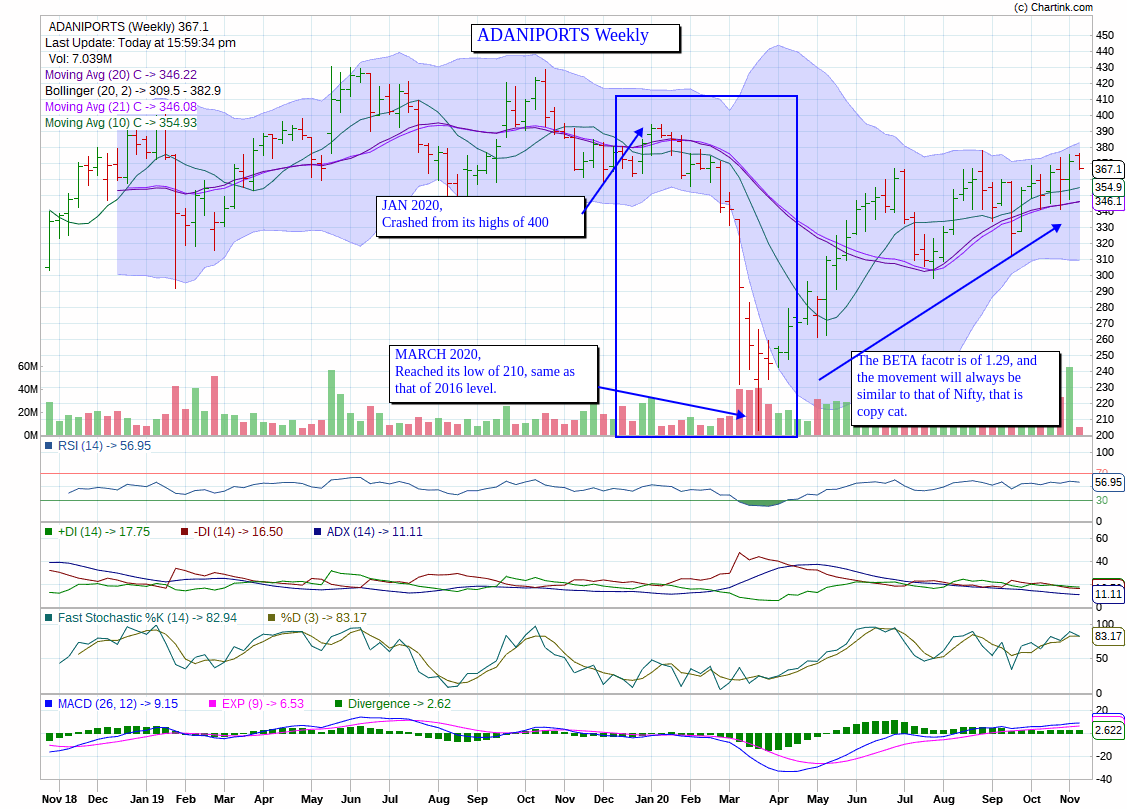 (c) Chartink.com
ADANIPORTS (Weekly) 367.1
Last Update: Today at 15:59:34 pm
Vol: 7.039M
Moving Avg (20) C -> 346.22
Bollinger (20, 2) -> 309.5 - 382.9
Moving Avg (21) C -> 346.08
Moving Avg (10) C -> 354.93
ADANIPORTS Weekly
JAN 2020,
Crashed from its highs of 400
MARCH 2020,
Reached its low of 210, same as
that of 2016 level.
The BETA facotr is of 1.29, and
the movement will always be
similar to that of Nifty, that is
copy cat.
450
440
430
420
410
400
390
380
367.1
354.9
346.1
340
330
320
310
300
290
280
270
260
250
240
230
220
210
200
60M
40M
20M
0M
RSI (14) -> 56.95
100
70
56.95
30
0
+DI (14) -> 17.75 -DI (14) -> 16.50 ADX (14) -> 11.11
60
40
11.11
0
Fast Stochastic %K (14) -> 82.94 %D (3) -> 83.17
100
83.17
50
0
MACD (26, 12) -> 9.15 EXP (9) -> 6.53 Divergence -> 2.62
20
2.622
-20
-40
Nov 18 Dec Jan 19 Feb Mar Apr May Jun Jul Aug Sep Oct Nov Dec Jan 20 Feb Mar Apr May Jun Jul Aug Sep Oct Nov